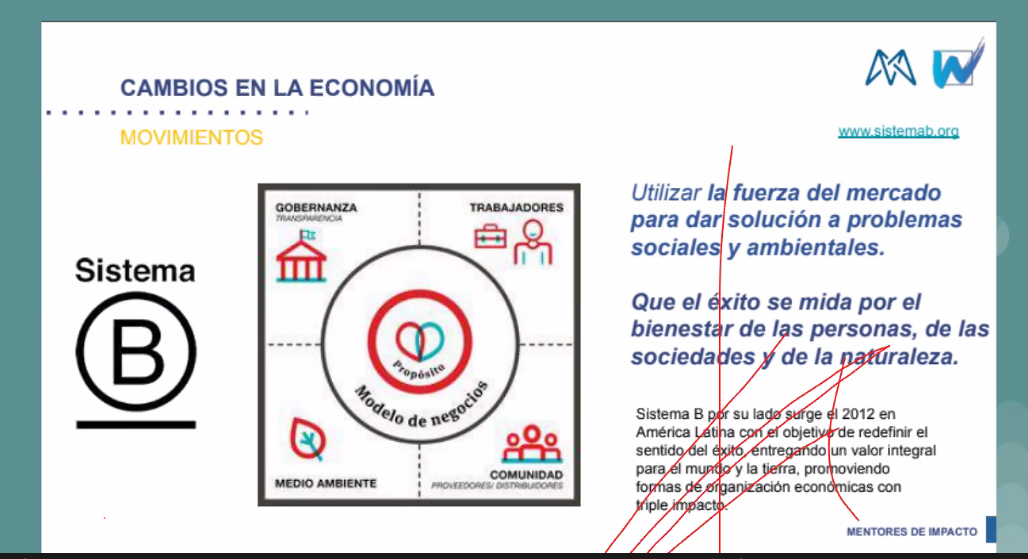 CAMBIOS EN LA ECONOMÍA
MOVIMIENTOS
www.sistemab.org
Sistema
B
GOBERNANZA
TRANSPARENCIA
TRABAJADORES
Propósito
Modelo de negocios
MEDIO AMBIENTE
COMUNIDAD
PROVEEDORES/ DISTRIBUIDORES
Utilizar la fuerza del mercado
para dar solución a problemas
sociales y ambientales.
Que el éxito se mida por el
bienestar de las personas, de las
sociedades y de la naturaleza.
Sistema B por su lado surge el 2012 en
América Latina con el objetivo de redefinir el
sentido del éxito, entregando un valor integral
para el mundo y la tierra, promoviendo
formas de organización económicas con
triple impacto.
MENTORES DE IMPACTO